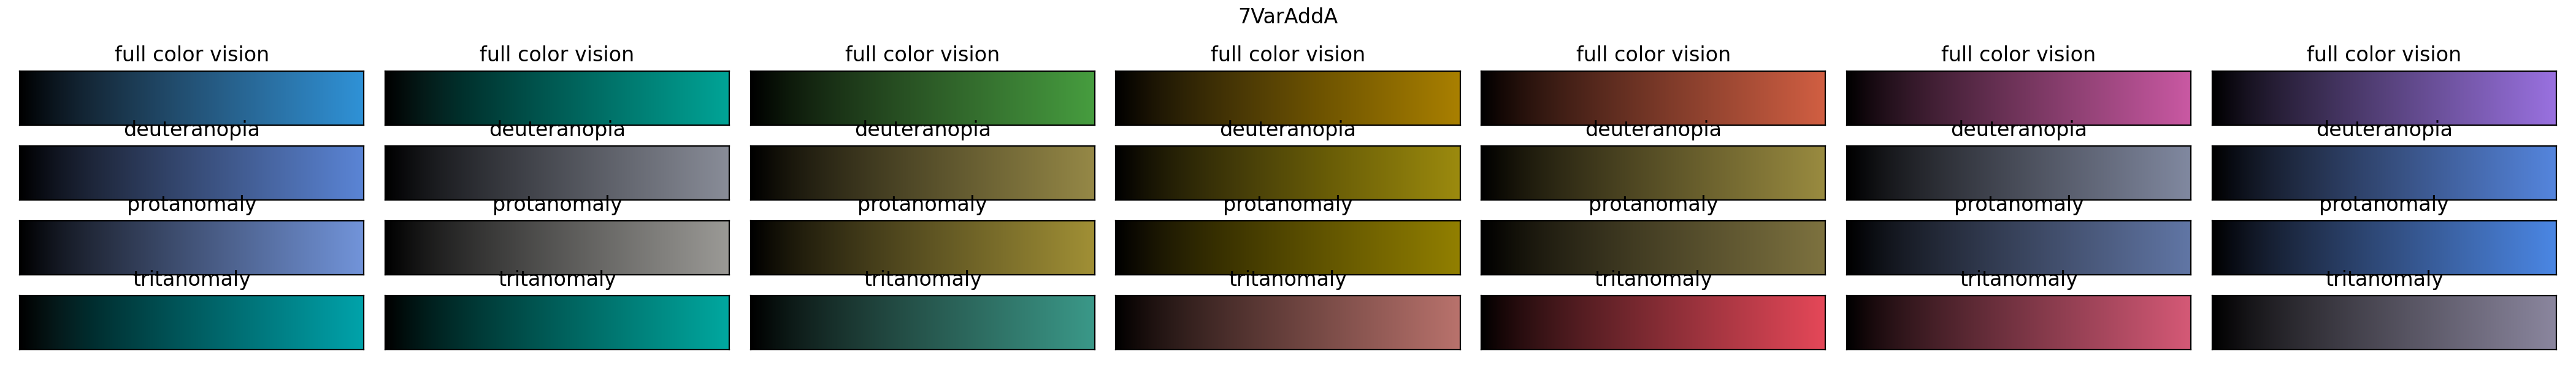 7VarAddA
full color vision full color vision full color vision full color vision full color vision full color vision full color vision
deuteranopia deuteranopia deuteranopia deuteranopia deuteranopia deuteranopia deuteranopia
protanomaly protanomaly protanomaly protanomaly protanomaly protanomaly protanomaly
tritanomaly tritanomaly tritanomaly tritanomaly tritanomaly tritanomaly tritanomaly